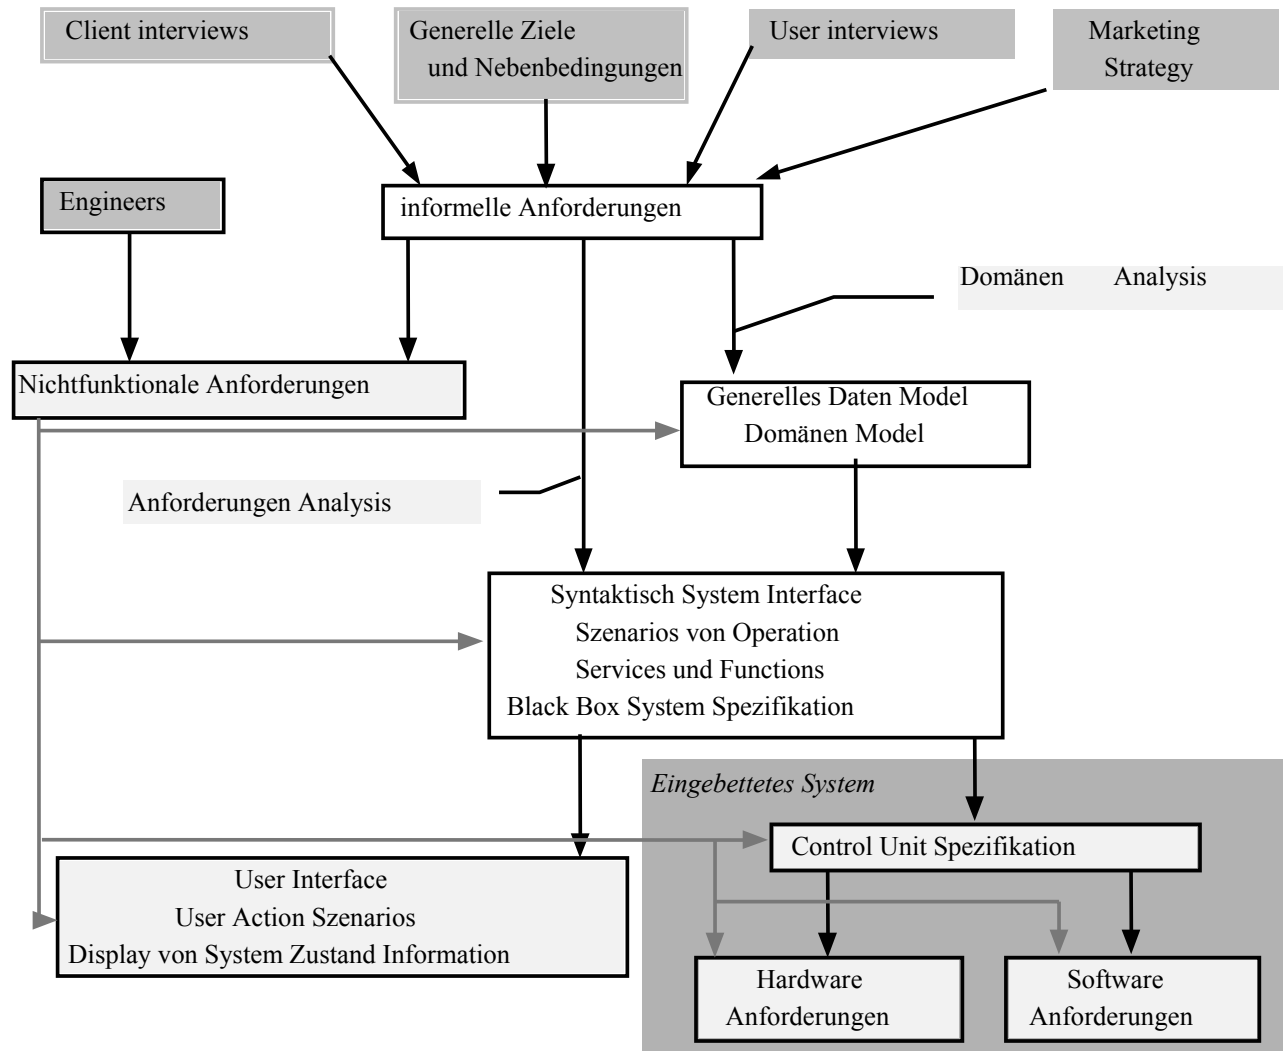 Client interviews
Generelle Ziele
und Nebenbedingungen
User interviews
Marketing
Strategy
Engineers
informelle Anforderungen
Domänen Analysis
Nichtfunktionale Anforderungen
Generelles Daten Model
Domänen Model
Anforderungen Analysis
Syntaktisch System Interface
Szenarios von Operation
Services und Functions
Black Box System Spezifikation
Eingebettetes System
Control Unit Spezifikation
User Interface
User Action Szenarios
Display von System Zustand Information
Hardware
Anforderungen
Software
Anforderungen